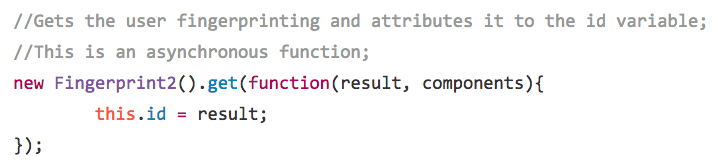 //Gets the user fingerprinting and attributes it to the id variable;
//This is an asynchronous function;
new Fingerprint2().get(function(result, components){
this.id = result;
});